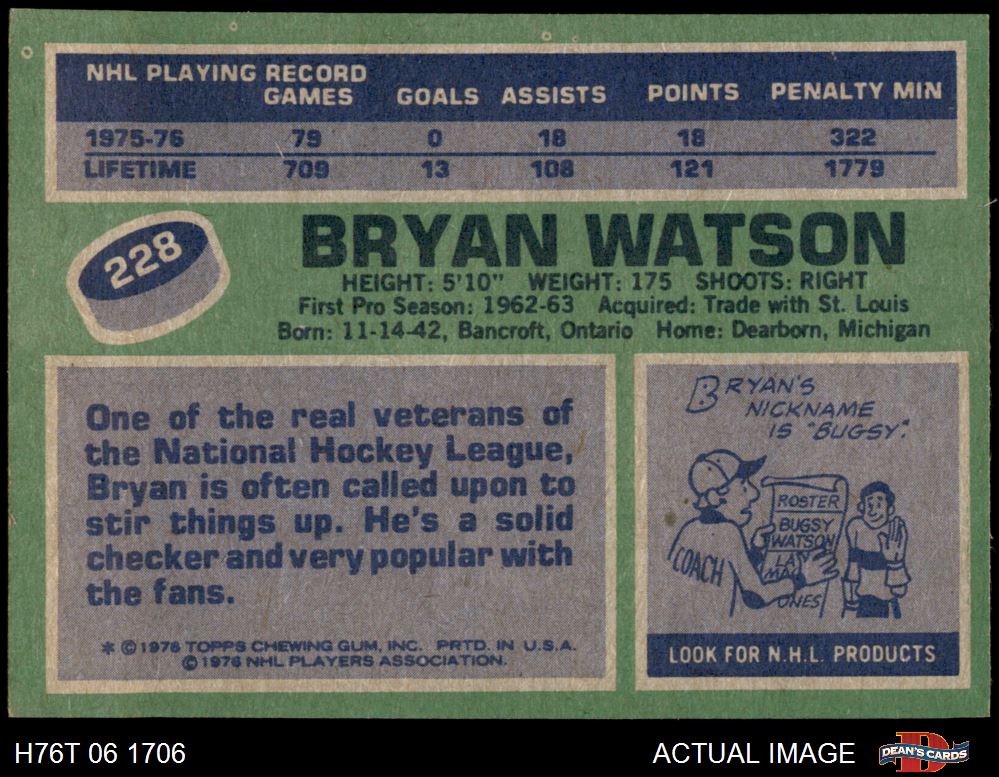 NHL PLAYING RECORD
GAMES GOALS ASSISTS POINTS PENALTY MIN
1975-76 79 0 18 18 322
LIFETIME 709 13 108 121 1779
228
BRYAN WATSON
HEIGHT: 5'10" WEIGHT: 175 SHOOTS: RIGHT
First Pro Season: 1962-63 Acquired: Trade with St. Louis
Born: 11-14-42, Bancroft, Ontario Home: Dearborn, Michigan
One of the real veterans of
the National Hockey League,
Bryan is often called upon to
stir things up. He's a solid
checker and very popular with
the fans.
* © 1976 TOPPS CHEWING GUM, INC. PRTD. IN U.S.A.
© 1976 NHL PLAYERS ASSOCIATION.
BRYAN'S
NICKNAME
IS "BUGSY".
ROSTER
BUGSY
WATSON
COACH
ONES
LOOK FOR N.H.L. PRODUCTS
H76T 06 1706
ACTUAL IMAGE
DEAN'S CARDS